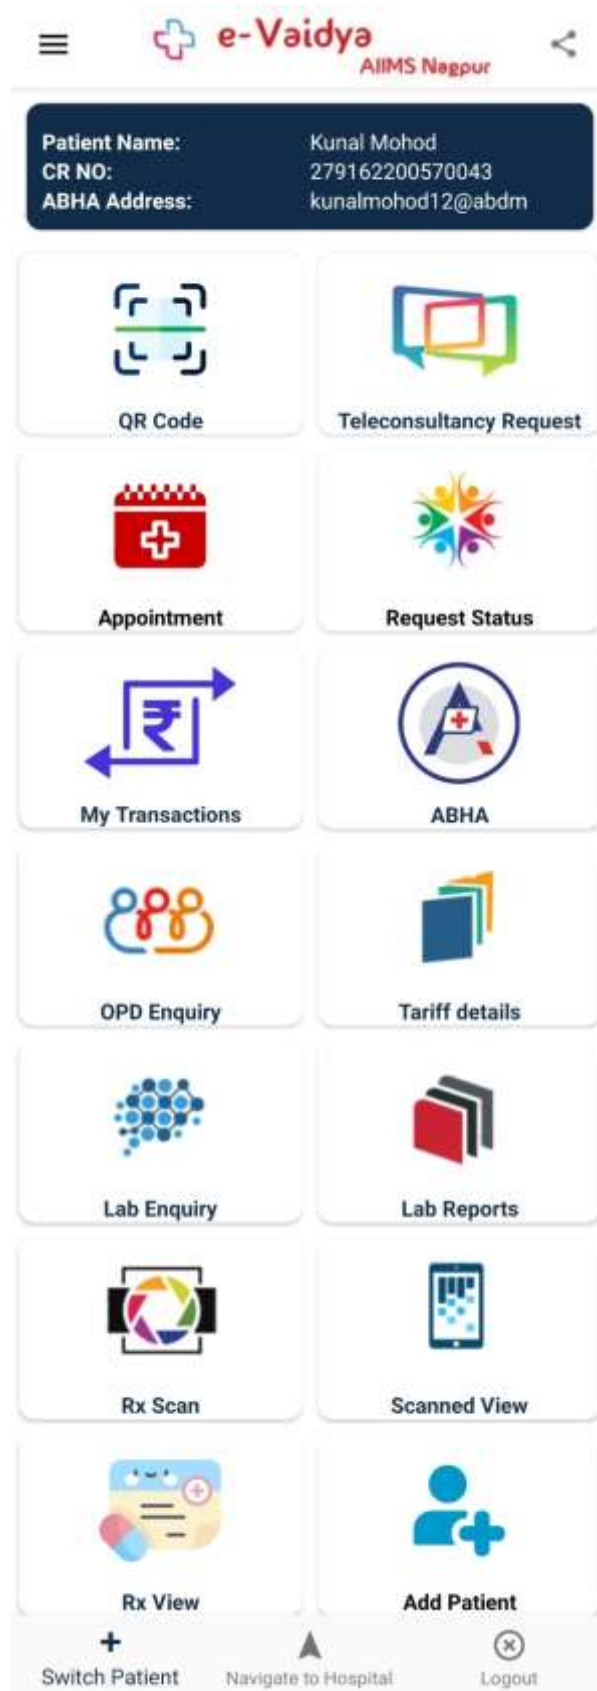 e-Vaidya
AIIMS Nagpur
Patient Name: Kunal Mohod
CR NO: 279162200570043
ABHA Address: kunalmohod12@abdm
QR Code Teleconsultancy Request
Appointment Request Status
₹
My Transactions ABHA
OPD Enquiry Tariff details
Lab Enquiry Lab Reports
Rx Scan Scanned View
Rx View Add Patient
Switch Patient Navigate to Hospital Logout